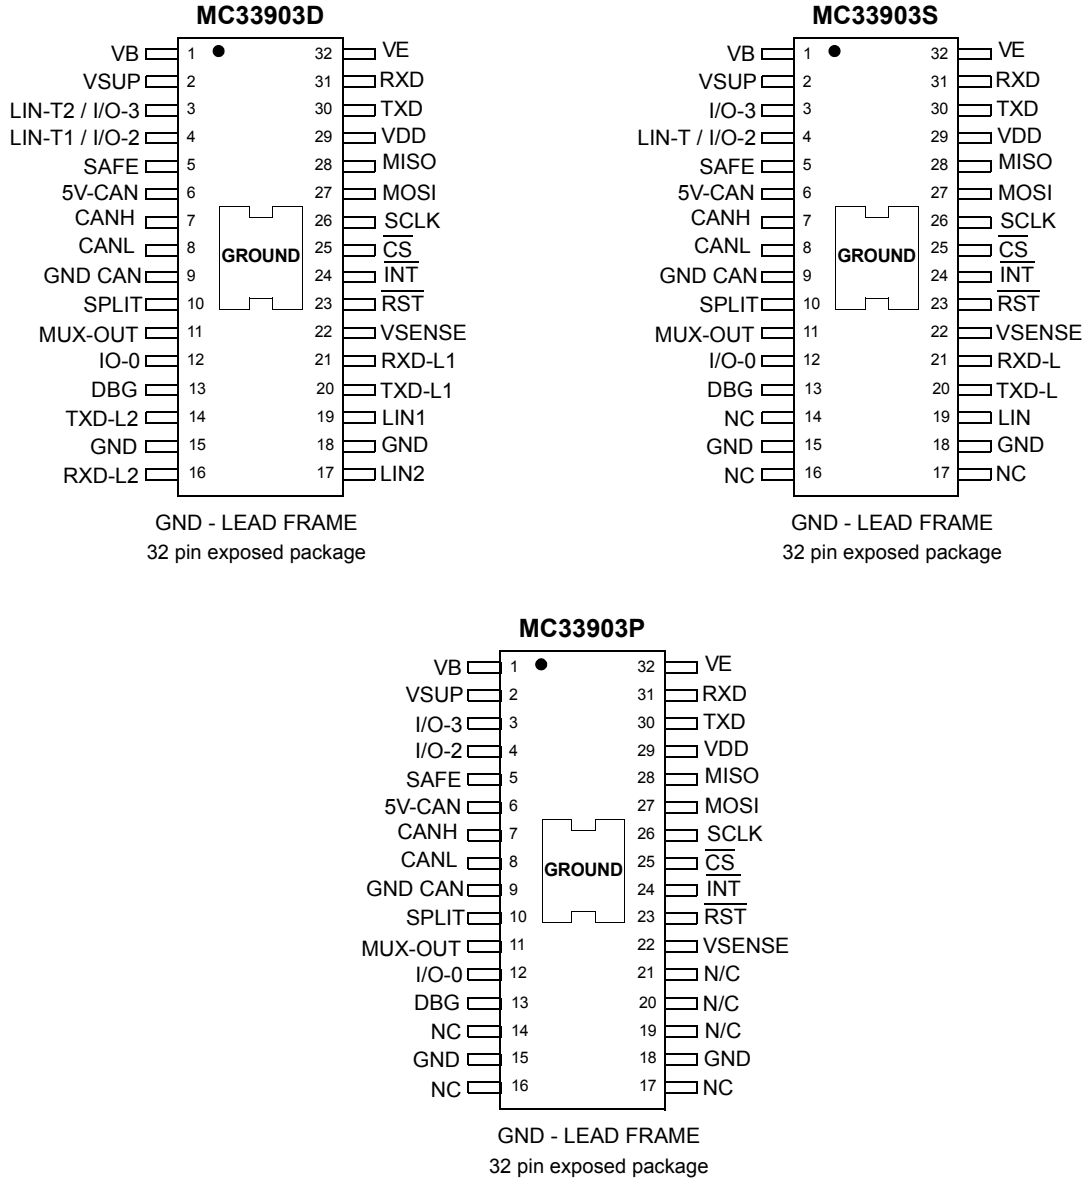 MC33903D
VB 1 32 VE
VSUP 2 31 RXD
LIN-T2 / I/O-3 3 30 TXD
LIN-T1 / I/O-2 4 29 VDD
SAFE 5 28 MISO
5V-CAN 6 27 MOSI
CANH 7 26 SCLK
CANL 8 GROUND 25 CS
GND CAN 9 24 INT
SPLIT 10 23 RST
MUX-OUT 11 22 VSENSE
IO-0 12 21 RXD-L1
DBG 13 20 TXD-L1
TXD-L2 14 19 LIN1
GND 15 18 GND
RXD-L2 16 17 LIN2
GND - LEAD FRAME
32 pin exposed package
MC33903S
VB 1 32 VE
VSUP 2 31 RXD
I/O-3 3 30 TXD
LIN-T / I/O-2 4 29 VDD
SAFE 5 28 MISO
5V-CAN 6 27 MOSI
CANH 7 26 SCLK
CANL 8 GROUND 25 CS
GND CAN 9 24 INT
SPLIT 10 23 RST
MUX-OUT 11 22 VSENSE
I/O-0 12 21 RXD-L
DBG 13 20 TXD-L
NC 14 19 LIN
GND 15 18 GND
NC 16 17 NC
GND - LEAD FRAME
32 pin exposed package
MC33903P
VB 1 32 VE
VSUP 2 31 RXD
I/O-3 3 30 TXD
I/O-2 4 29 VDD
SAFE 5 28 MISO
5V-CAN 6 27 MOSI
CANH 7 26 SCLK
CANL 8 GROUND 25 CS
GND CAN 9 24 INT
SPLIT 10 23 RST
MUX-OUT 11 22 VSENSE
I/O-0 12 21 N/C
DBG 13 20 N/C
NC 14 19 N/C
GND 15 18 GND
NC 16 17 NC
GND - LEAD FRAME
32 pin exposed package